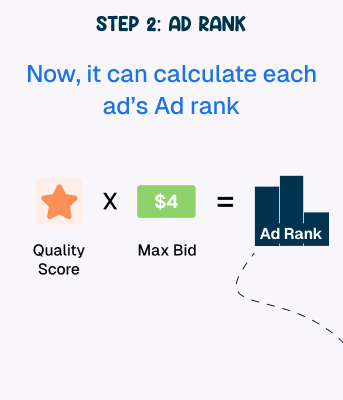 STEP 2: AD RANK
Now, it can calculate each
ad's Ad rank
X $4 =
Ad Rank
Quality Max Bid
Score